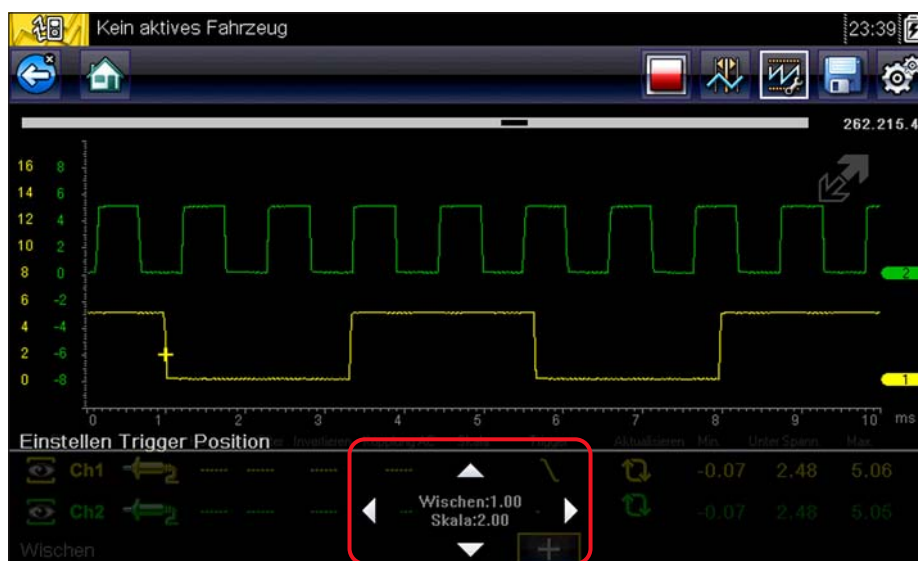 Kein aktives Fahrzeug 23:39
262.215.4
16 8
14 6
12 4
10 2
8 0
6 -2
4 -4
2 -6
0 -8
2
1
0 1 2 3 4 5 6 7 8 9 10 ms
Einstellen Trigger Position
Invertieren Aktualisieren Min. Unter Spann. Max.
Ch1 ----- ----- ----- ----- -0.07 2.48 5.06
Ch2 ----- ----- ----- -0.07 2.48 5.05
Wischen:1.00
Skala:2.00
Wischen